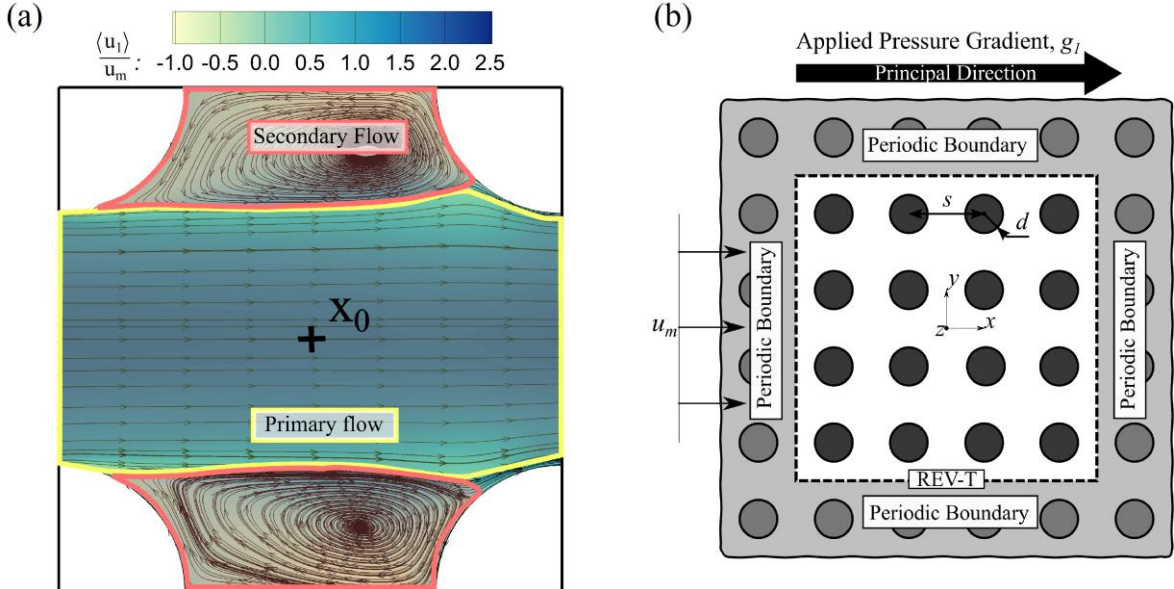 (a)
⟨u₁⟩
uₘ :
-1.0 -0.5 0.0 0.5 1.0 1.5 2.0 2.5
Secondary Flow
X₀
Primary flow
(b)
Applied Pressure Gradient, g₁
Principal Direction
Periodic Boundary
s
d
Periodic Boundary
y
z
x
uₘ
Periodic Boundary
REV-T
Periodic Boundary